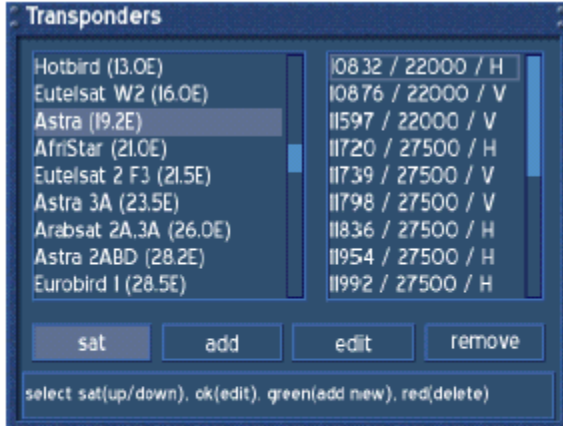 Transponders
Hotbird (13.0E)
Eutelsat W2 (16.0E)
Astra (19.2E)
AfriStar (21.0E)
Eutelsat 2 F3 (21.5E)
Astra 3A (23.5E)
Arabsat 2A,3A (26.0E)
Astra 2ABD (28.2E)
Eurobird 1 (28.5E)
10832 / 22000 / H
10876 / 22000 / V
11597 / 22000 / V
11720 / 27500 / H
11739 / 27500 / V
11798 / 27500 / V
11836 / 27500 / H
11954 / 27500 / H
11992 / 27500 / H
sat add edit remove
select sat(up/down), ok(edit), green(add new), red(delete)